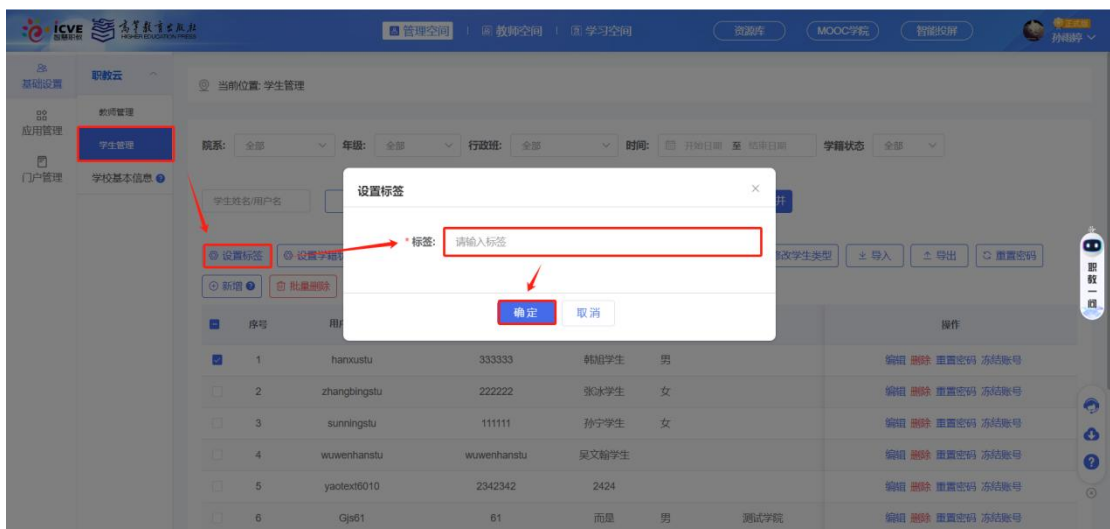 icve 智慧职教 高等教育出版社 HIGHER EDUCATION PRESS 管理空间 教师空间 学习空间 资源库 MOOC学院 智能投屏 正式版
孙雨婷
基础设置 职教云 当前位置: 学生管理
教师管理
应用管理
学生管理 院系: 全部 年级: 全部 行政班: 全部 时间: 开始日期 至 结束日期 学籍状态 全部
门户管理 学校基本信息
设置标签
学生姓名/用户名 开
* 标签: 请输入标签
设置标签 设置学籍 改学生类型 导入 导出 重置密码
新增 批量删除
确定 取消
职教一问
序号 用户 操作
1 hanxustu 333333 韩旭学生 男 编辑 删除 重置密码 冻结账号
2 zhangbingstu 222222 张冰学生 女 编辑 删除 重置密码 冻结账号
3 sunningstu 111111 孙宁学生 女 编辑 删除 重置密码 冻结账号
4 wuwenhanstu wuwenhanstu 吴文翰学生 编辑 删除 重置密码 冻结账号
5 yaotext6010 2342342 2424 编辑 删除 重置密码 冻结账号
6 Gjs61 61 而是 男 测试学院 编辑 删除 重置密码 冻结账号